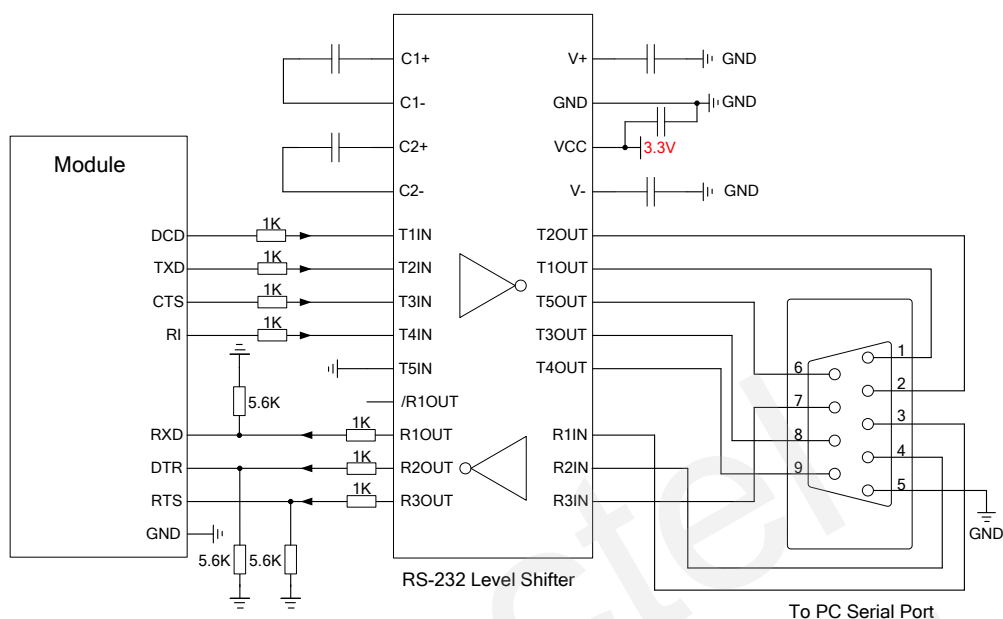 Module
DCD
TXD
CTS
RI
RXD
DTR
RTS
GND
1K
1K
1K
1K
5.6K
1K
1K
1K
5.6K
5.6K
C1+
C1-
C2+
C2-
T1IN
T2IN
T3IN
T4IN
T5IN
/R1OUT
R1OUT
R2OUT
R3OUT
V+
GND
VCC
V-
T2OUT
T1OUT
T5OUT
T3OUT
T4OUT
R1IN
R2IN
R3IN
GND
GND
3.3V
GND
1
2
3
4
5
6
7
8
9
GND
RS-232 Level Shifter
To PC Serial Port